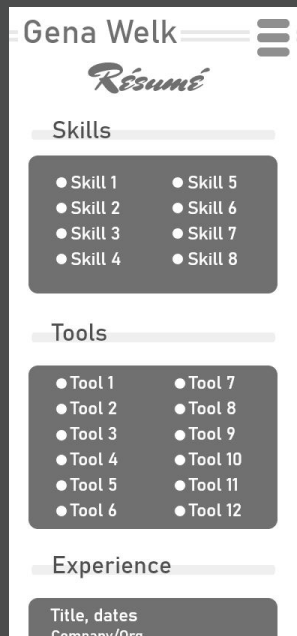 Gena Welk
Résumé
Skills
Skill 1
Skill 2
Skill 3
Skill 4
Skill 5
Skill 6
Skill 7
Skill 8
Tools
Tool 1
Tool 2
Tool 3
Tool 4
Tool 5
Tool 6
Tool 7
Tool 8
Tool 9
Tool 10
Tool 11
Tool 12
Experience
Title, dates
Company/Org